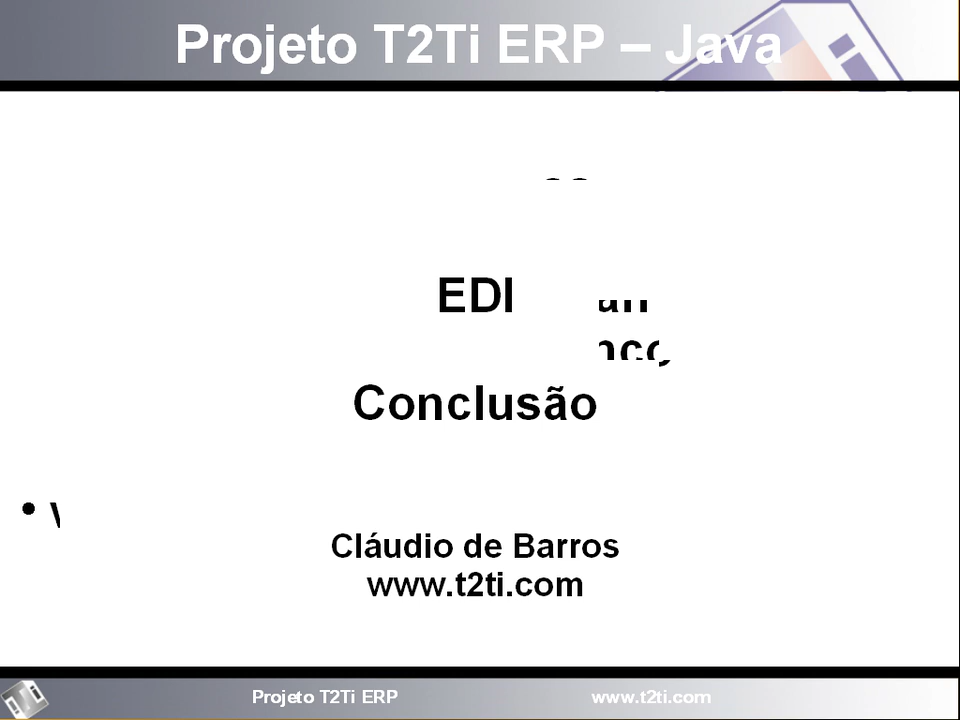 Projeto T2Ti ERP – Java
EDI
Conclusão
Cláudio de Barros
www.t2ti.com
Projeto T2Ti ERP www.t2ti.com